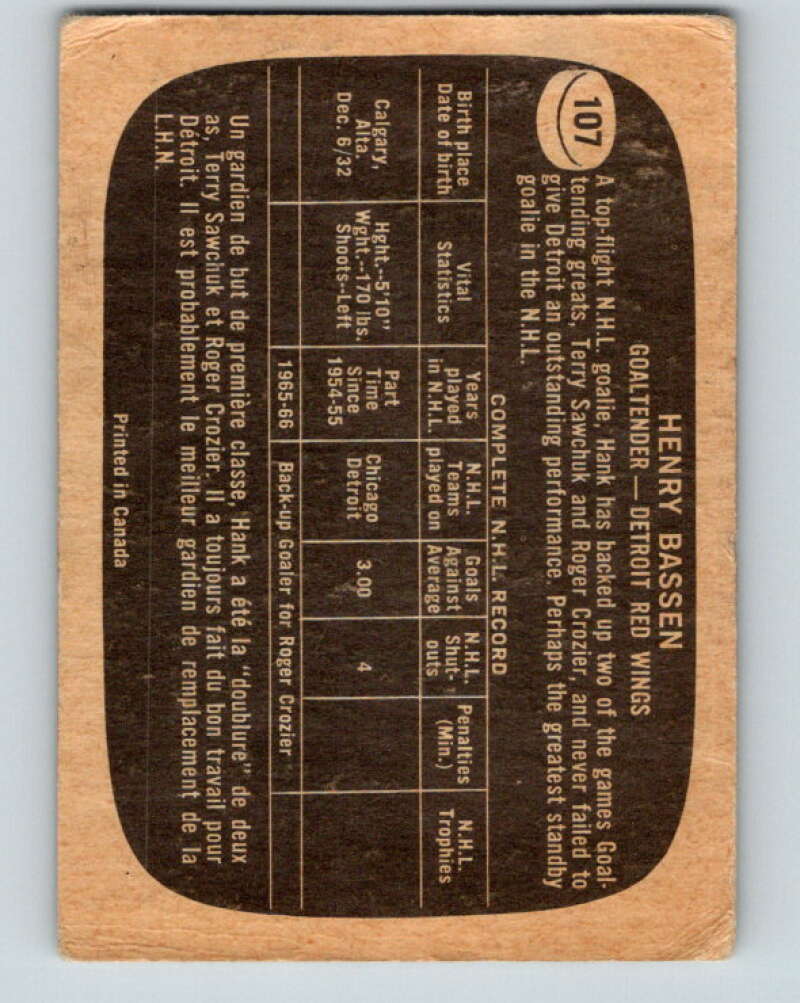 HENRY BASSEN
GOALTENDER — DETROIT RED WINGS
107
A top-flight N.H.L. goalie, Hank has backed up two of the games Goal-
tending greats, Terry Sawchuk and Roger Crozier, and never failed to
give Detroit an outstanding performance. Perhaps the greatest standby
goalie in the N.H.L.
COMPLETE N.H.L. RECORD
Birth place
Date of birth
Vital
Statistics
Years
played
in N.H.L.
N.H.L.
Teams
played on
Goals
Against
Average
N.H.L.
Shut-
outs
Penalties
(Min.)
N.H.L.
Trophies
Calgary,
Alta.
Dec. 6/32
Hght.--5'10"
Wght.--170 lbs.
Shoots--Left
Part
Time
Since
1954-55
Chicago
Detroit
3.00
4
1965-66
Back-up Goaler for Roger Crozier
Un gardien de but de première classe, Hank a été la "doublure" de deux
as, Terry Sawchuk et Roger Crozier. Il a toujours fait du bon travail pour
Détroit. Il est probablement le meilleur gardien de remplacement de la
L.H.N.
Printed in Canada